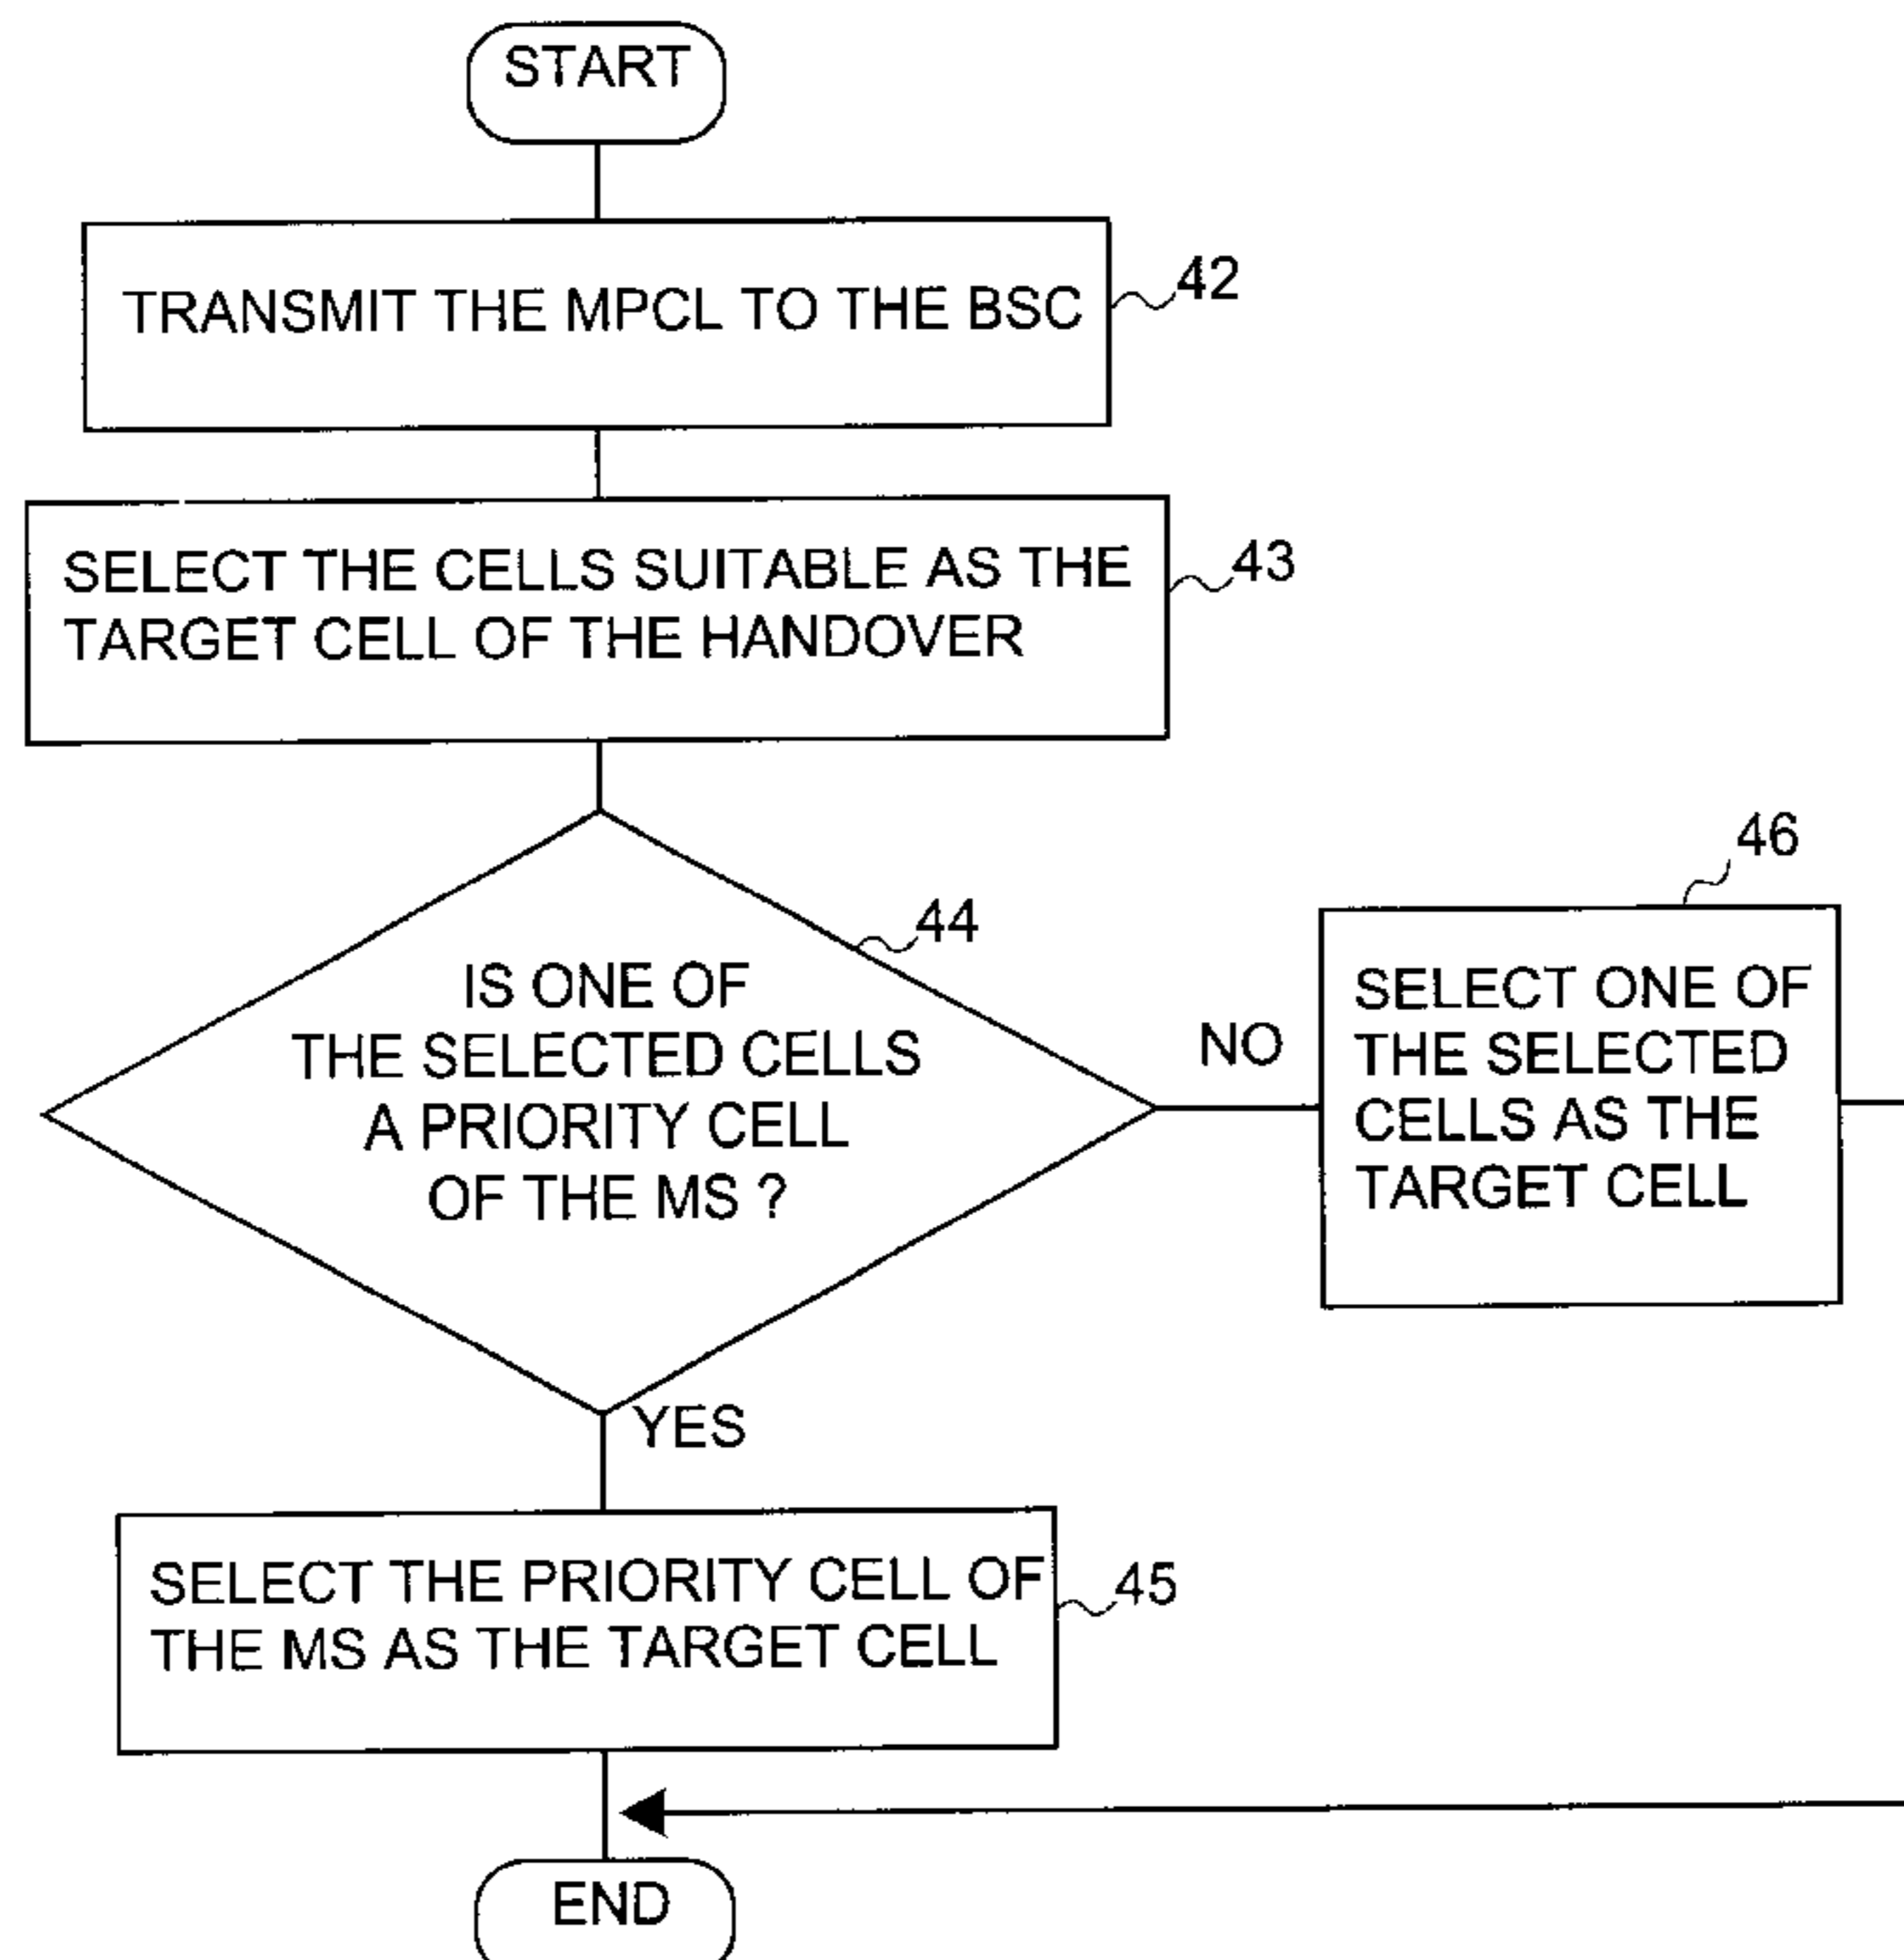 START
TRANSMIT THE MPCL TO THE BSC
42
SELECT THE CELLS SUITABLE AS THE
TARGET CELL OF THE HANDOVER
43
44
IS ONE OF
THE SELECTED CELLS
A PRIORITY CELL
OF THE MS ?
NO
46
SELECT ONE OF
THE SELECTED
CELLS AS THE
TARGET CELL
YES
SELECT THE PRIORITY CELL OF
THE MS AS THE TARGET CELL
45
END